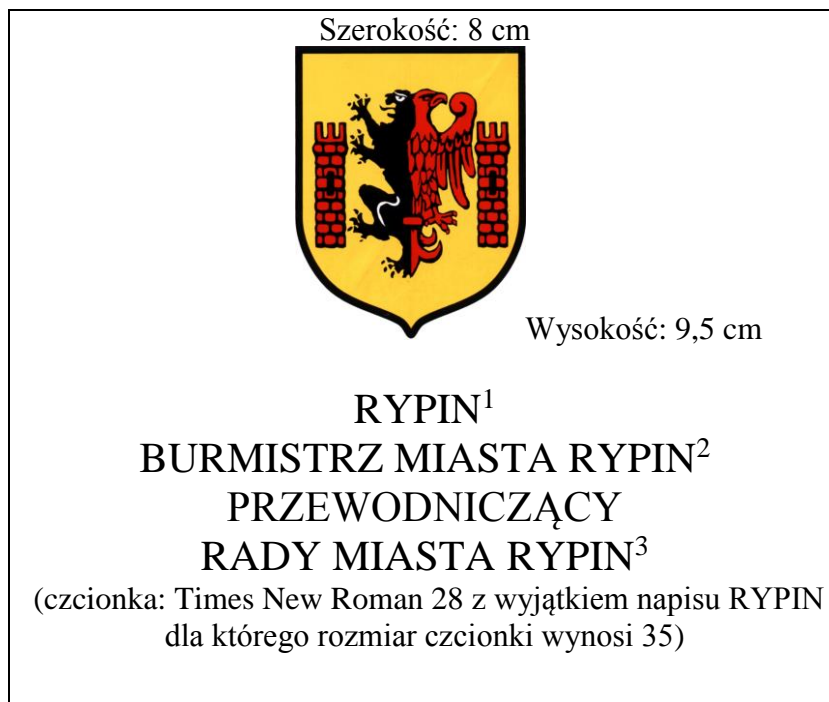 Szerokość: 8 cm
Wysokość: 9,5 cm
RYPIN¹
BURMISTRZ MIASTA RYPIN²
PRZEWODNICZĄCY
RADY MIASTA RYPIN³
(czcionka: Times New Roman 28 z wyjątkiem napisu RYPIN
dla którego rozmiar czcionki wynosi 35)